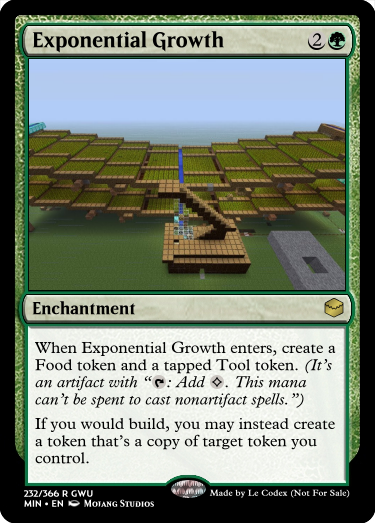 Exponential Growth 2
Enchantment
When Exponential Growth enters, create a
Food token and a tapped Tool token. (It's
an artifact with “: Add . This mana
can't be spent to cast nonartifact spells.”)
If you would build, you may instead create
a token that's a copy of target token you
control.
232/366 R GWU
MIN • EN Mojang Studios
Made by Le Codex (Not For Sale)